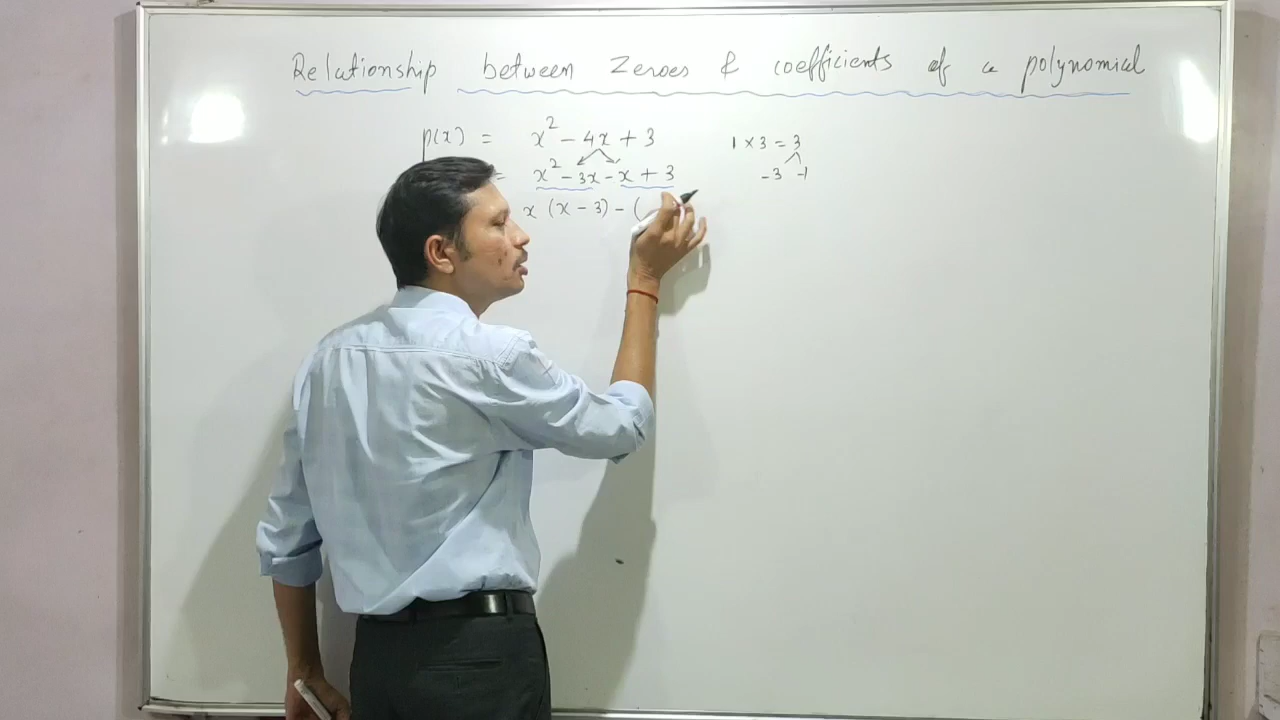 Relationship between Zeroes & coefficients of a polynomial
p(x) = x² - 4x + 3 1 × 3 = 3
= x² - 3x - x + 3 -3 -1
x (x - 3) - (